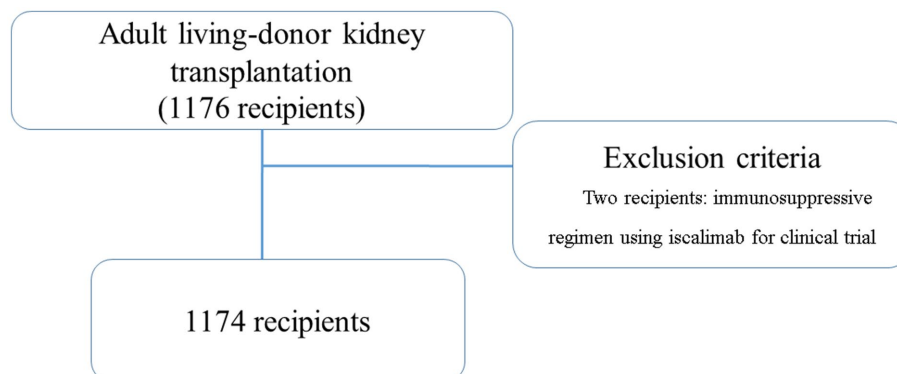 Adult living-donor kidney
transplantation
(1176 recipients)
Exclusion criteria
Two recipients: immunosuppressive
regimen using iscalimab for clinical trial
1174 recipients